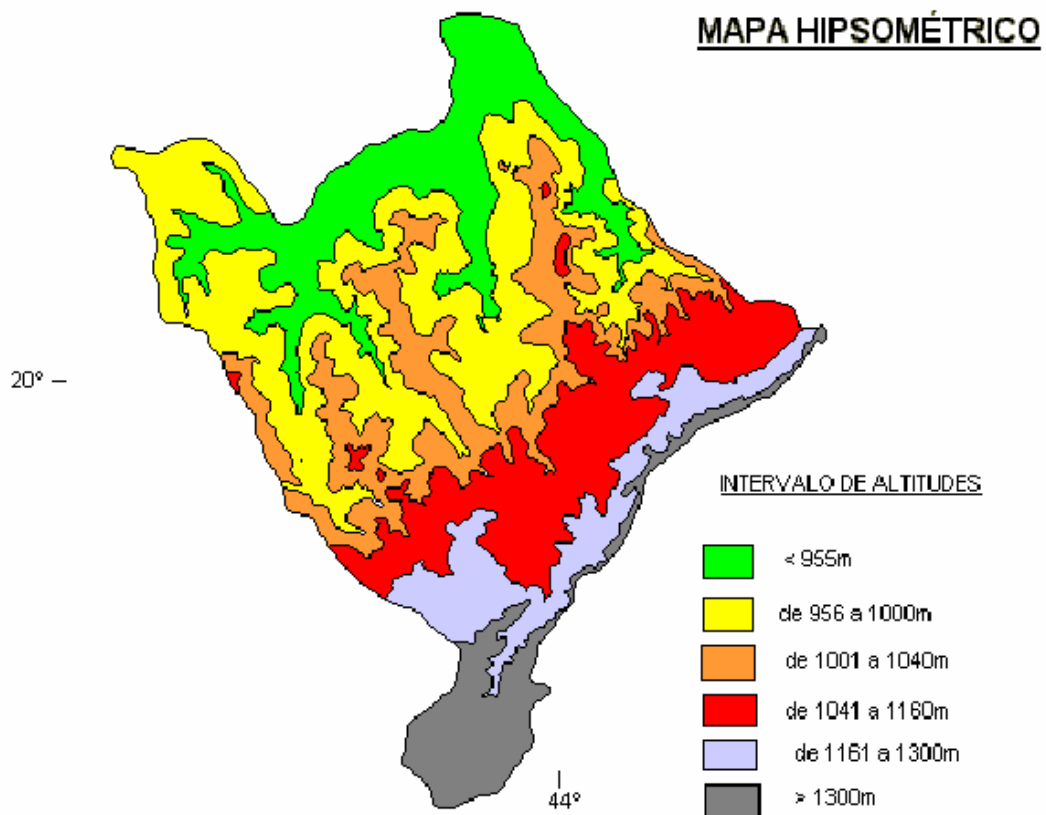 MAPA HIPSOMÉTRICO
20°
INTERVALO DE ALTITUDES
< 955m
de 956 a 1000m
de 1001 a 1040m
de 1041 a 1160m
de 1161 a 1300m
> 1300m
44°